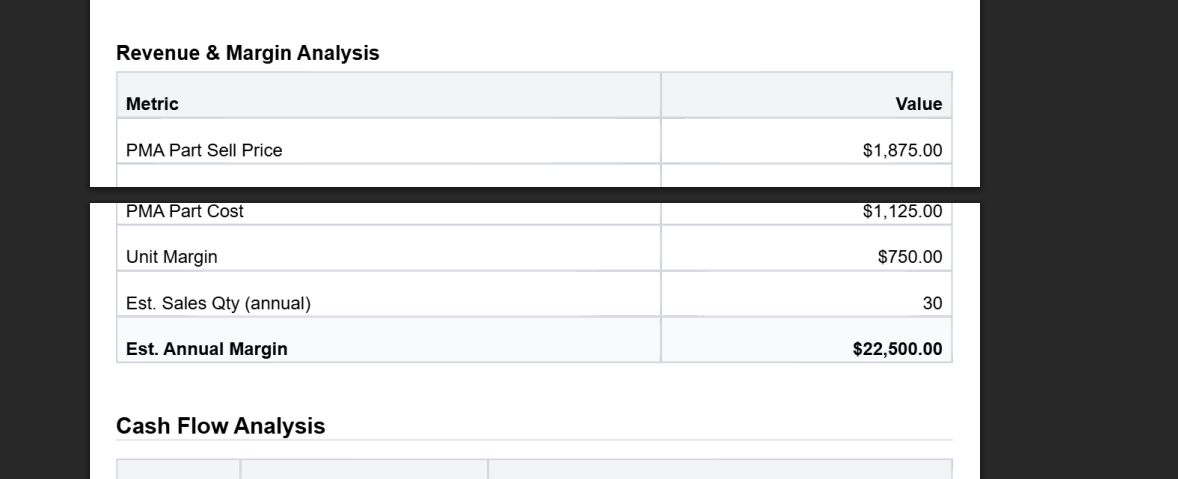 Revenue & Margin Analysis
Metric Value
PMA Part Sell Price $1,875.00
PMA Part Cost $1,125.00
Unit Margin $750.00
Est. Sales Qty (annual) 30
Est. Annual Margin $22,500.00
Cash Flow Analysis